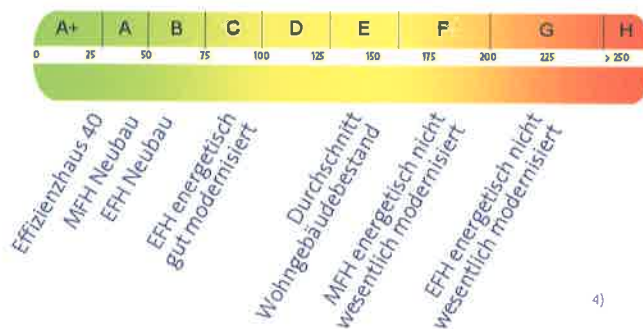 A+ A B C D E F G H
0 25 50 75 100 125 150 175 200 225 > 250
Effizienzhaus 40
MFH Neubau
EFH Neubau
EFH energetisch
gut modernisiert
Durchschnitt
Wohngebäudebestand
MFH energetisch nicht
wesentlich modernisiert
EFH energetisch nicht
wesentlich modernisiert
4)